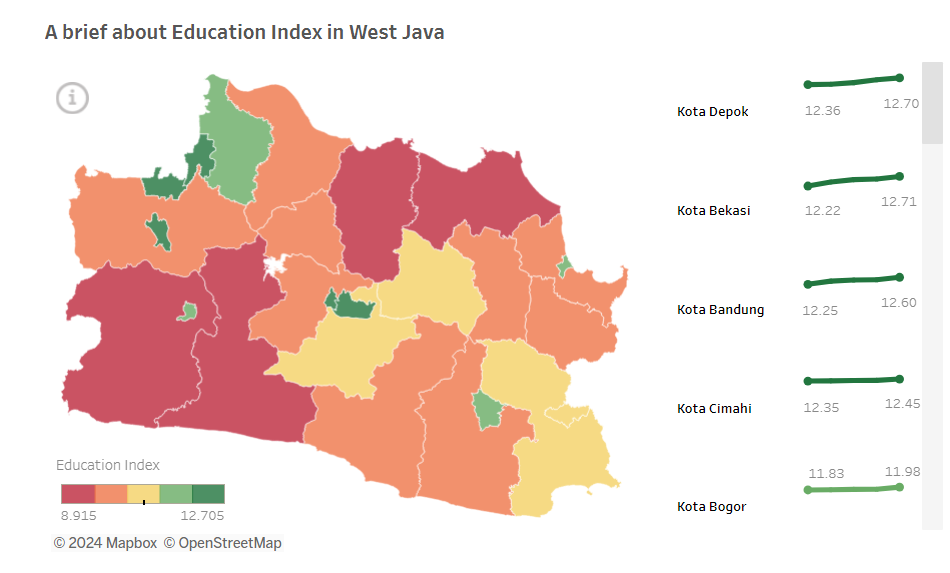 A brief about Education Index in West Java
i
Kota Depok
12.36
12.70
Kota Bekasi
12.22
12.71
Kota Bandung
12.25
12.60
Kota Cimahi
12.35
12.45
Kota Bogor
11.83
11.98
Education Index
8.915 12.705
© 2024 Mapbox © OpenStreetMap